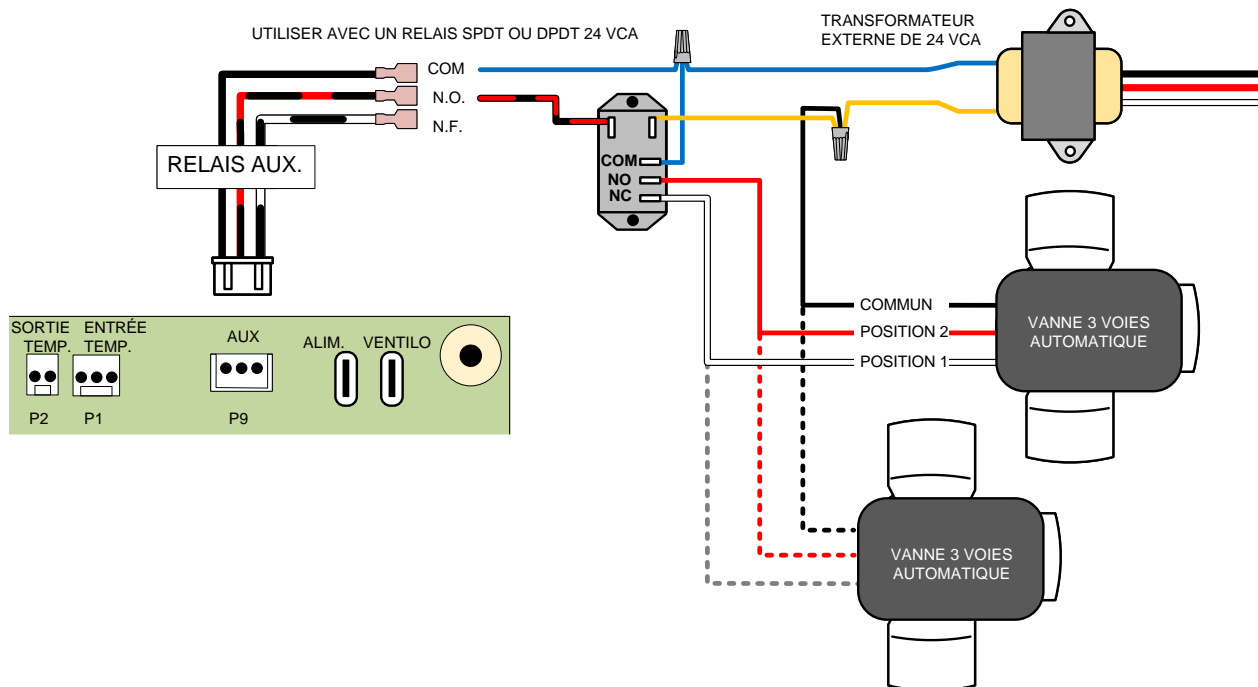 UTILISER AVEC UN RELAIS SPDT OU DPDT 24 VCA
TRANSFORMATEUR
EXTERNE DE 24 VCA
COM
N.O.
N.F.
RELAIS AUX.
COM
NO
NC
COMMUN
POSITION 2
POSITION 1
VANNE 3 VOIES
AUTOMATIQUE
SORTIE
TEMP.
ENTRÉE
TEMP.
AUX
ALIM.
VENTILO
P2
P1
P9
VANNE 3 VOIES
AUTOMATIQUE